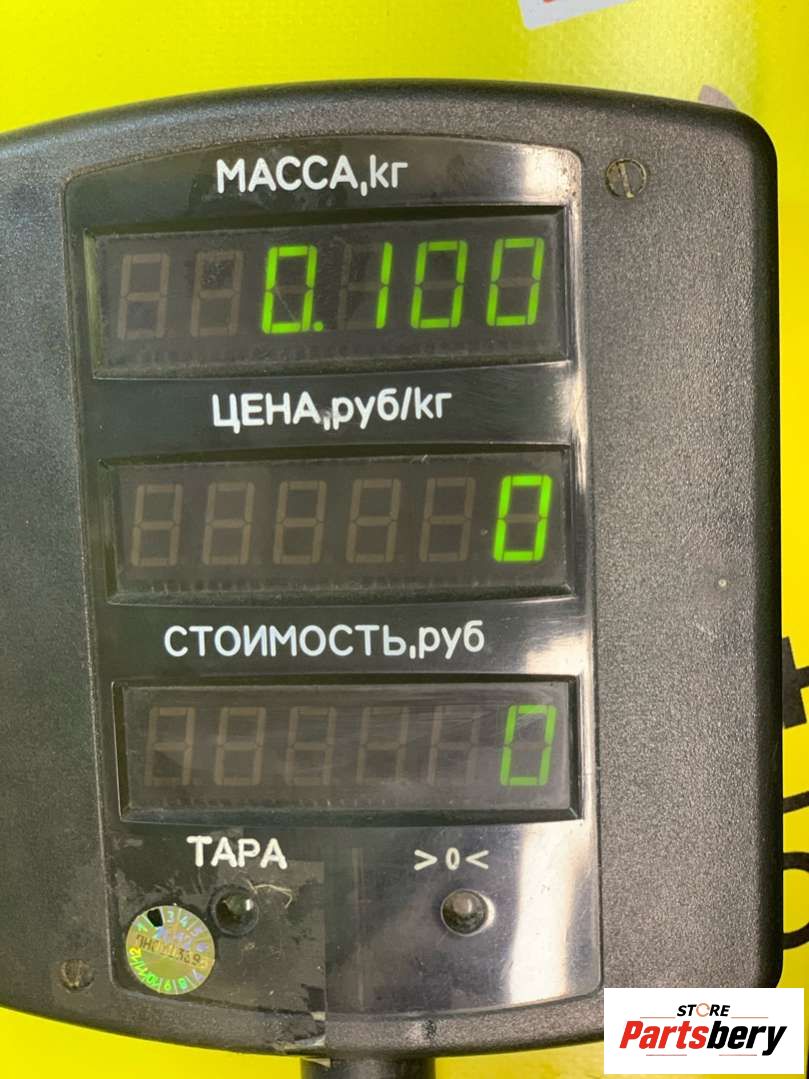 МАССА,кг
0.100
ЦЕНА,руб/кг
0
СТОИМОСТЬ,руб
0
ТАРА >0<
STORE
Partsbery